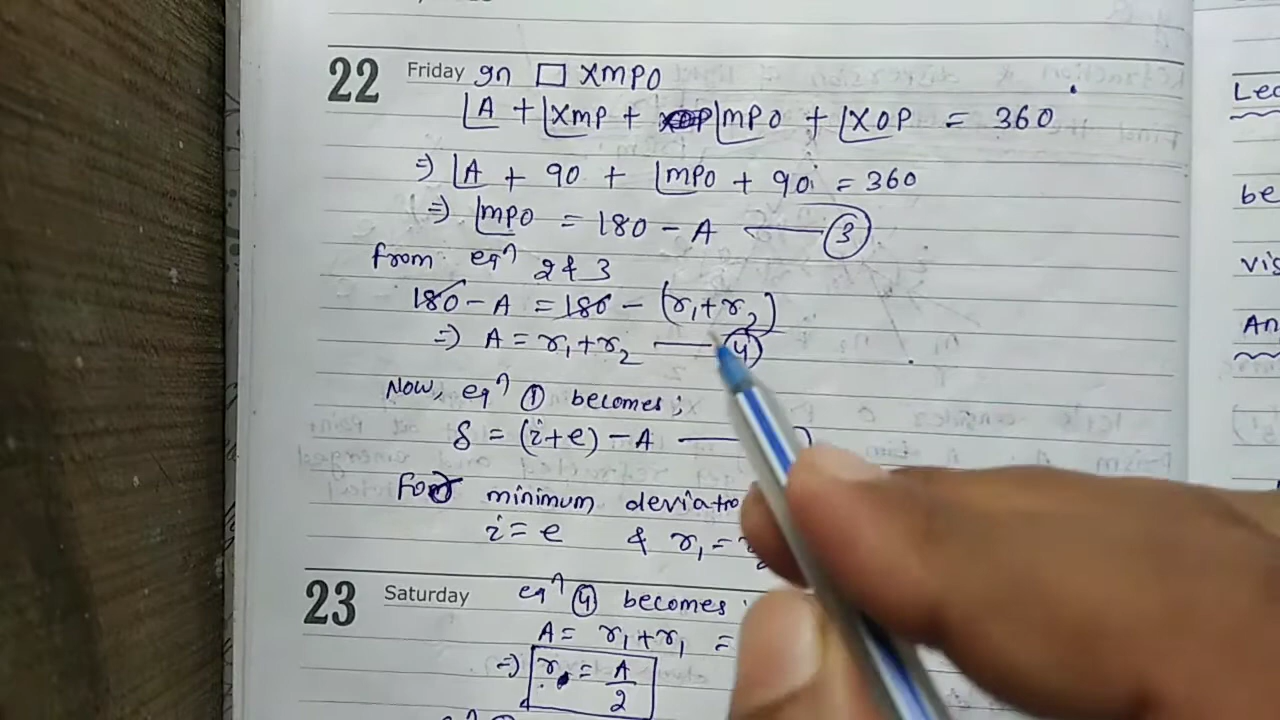 22 Friday In □ XMPO
∠A + ∠XMP + ∠MPO + ∠XOP = 360
⇒ ∠A + 90 + ∠MPO + 90 = 360
⇒ ∠MPO = 180 - A — ③
from eqn 2 & 3
180 - A = 180 - (r₁+r₂)
⇒ A = r₁+r₂ — ④
Now, eqn ① becomes;
δ = (i+e) - A —
For minimum
i = e & r₁ =
23 Saturday eqn ④ becomes
A = r₁+r₁ =
⇒ r = A/2
Lec
be
vis
An